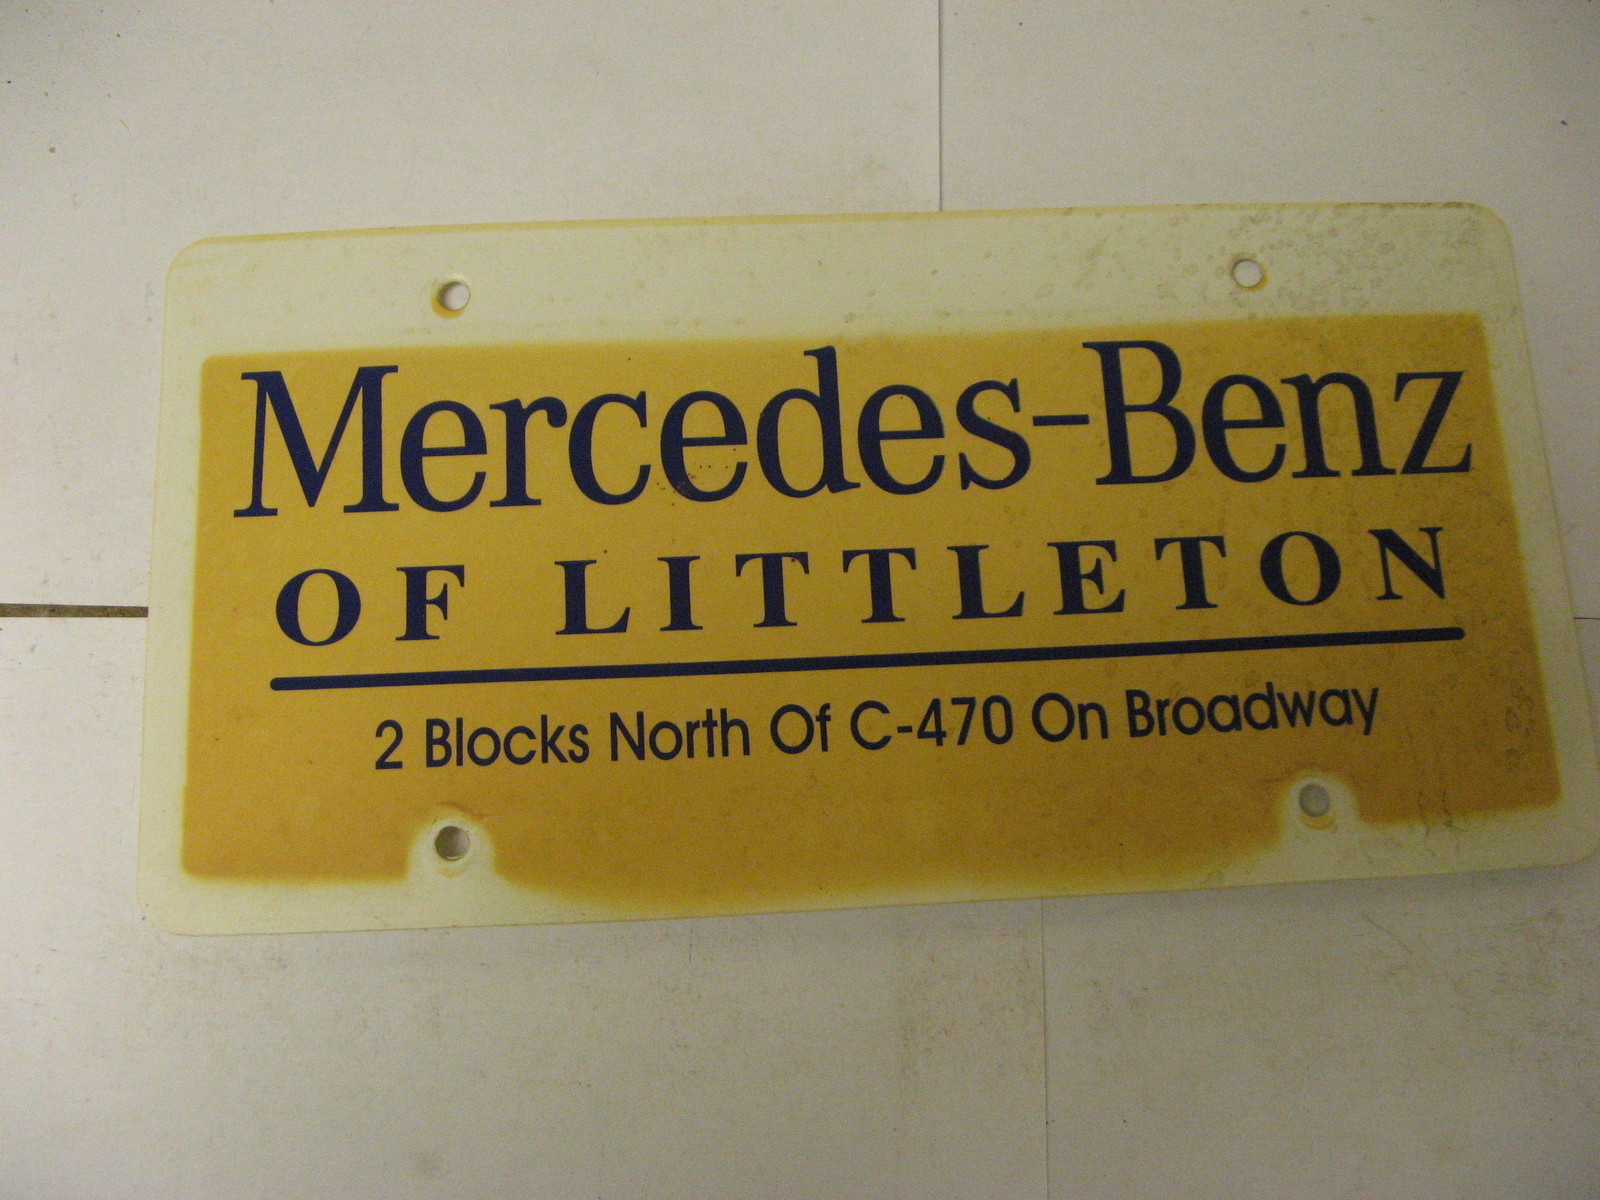 Mercedes-Benz
OF LITTLETON
2 Blocks North Of C-470 On Broadway